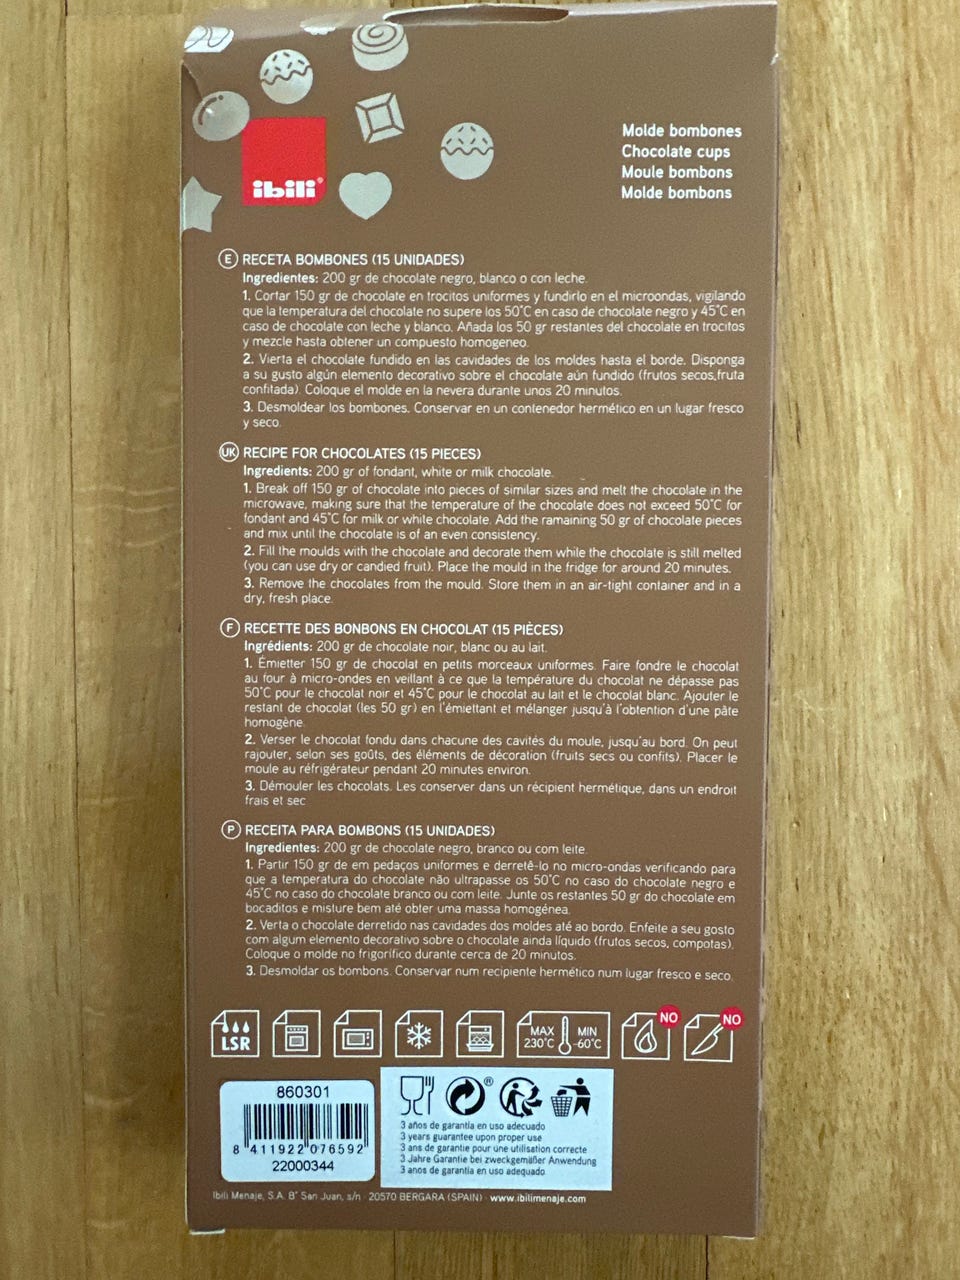 ibili®
Molde bombones
Chocolate cups
Moule bombons
Molde bombons
E RECETA BOMBONES (15 UNIDADES)
Ingredientes: 200 gr de chocolate negro, blanco o con leche.
1. Cortar 150 gr de chocolate en trocitos uniformes y fundirlo en el microondas, vigilando
que la temperatura del chocolate no supere los 50°C en caso de chocolate negro y 45°C en
caso de chocolate con leche y blanco. Añada los 50 gr restantes del chocolate en trocitos
y mezcle hasta obtener un compuesto homogeneo.
2. Vierta el chocolate fundido en las cavidades de los moldes hasta el borde. Disponga
a su gusto algún elemento decorativo sobre el chocolate aún fundido (frutos secos,fruta
confitada). Coloque el molde en la nevera durante unos 20 minutos.
3. Desmoldear los bombones. Conservar en un contenedor hermético en un lugar fresco
y seco.
UK RECIPE FOR CHOCOLATES (15 PIECES)
Ingredients: 200 gr of fondant, white or milk chocolate.
1. Break off 150 gr of chocolate into pieces of similar sizes and melt the chocolate in the
microwave, making sure that the temperature of the chocolate does not exceed 50°C for
fondant and 45°C for milk or white chocolate. Add the ramaining 50 gr of chocolate pieces
and mix until the chocolate is of an even consistency.
2. Fill the moulds with the chocolate and decorate them while the chocolate is still melted
(you can use dry or candied fruit). Place the mould in the fridge for around 20 minutes.
3. Remove the chocolates from the mould. Store them in an air-tight container and in a
dry, fresh place.
F RECETTE DES BONBONS EN CHOCOLAT (15 PIÈCES)
Ingrédients: 200 gr de chocolate noir, blanc ou au lait.
1. Émietter 150 gr de chocolat en petits morceaux uniformes. Faire fondre le chocolat
au four à micro-ondes en veillant à ce que la température du chocolat ne dépasse pas
50°C pour le chocolat noir et 45°C pour le chocolat au lait et le chocolat blanc. Ajouter le
restant de chocolat (les 50 gr) en l'émiettant et mélanger jusqu'à l'obtention d'une pâte
homogène.
2. Verser le chocolat fondu dans chacune des cavités du moule, jusqu'au bord. On peut
rajouter, selon ses goûts, des éléments de décoration (fruits secs ou confits). Placer le
moule au réfrigérateur pendant 20 minutes environ.
3. Démouler les chocolats. Les conserver dans un récipient hermétique, dans un endroit
frais et sec
P RECEITA PARA BOMBONS (15 UNIDADES)
Ingredientes: 200 gr de chocolate negro, branco ou com leite.
1. Partir 150 gr de em pedaços uniformes e derretê-lo no micro-ondas verificando para
que a temperatura do chocolate não ultrapasse os 50°C no caso do chocolate negro e
45°C no caso do chocolate branco ou com leite. Junte os restantes 50 gr do chocolate em
bocaditos e misture bem até obter uma massa homogénea.
2. Verta o chocolate derretido nas cavidades dos moldes até ao bordo. Enfeite a seu gosto
com algum elemento decorativo sobre o chocolate ainda líquido (frutos secos, compotas).
Coloque o molde no frigorífico durante cerca de 20 minutos.
3. Desmoldar os bombons. Conservar num recipiente hermético num lugar fresco e seco.
LSR
MAX 230°C MIN -60°C
NO
NO
860301
8 411922 076592
22000344
®
3 años de garantía en uso adecuado
3 years guarantee upon proper use
3 ans de garantie pour une utilisation correcte
3 Jahre Garantie bei zweckgemäßer Anwendung
3 anos de garantia en uso adequado
Ibili Menaje, S.A. Bº San Juan, s/n · 20570 BERGARA (SPAIN) · www.ibilimenaje.com